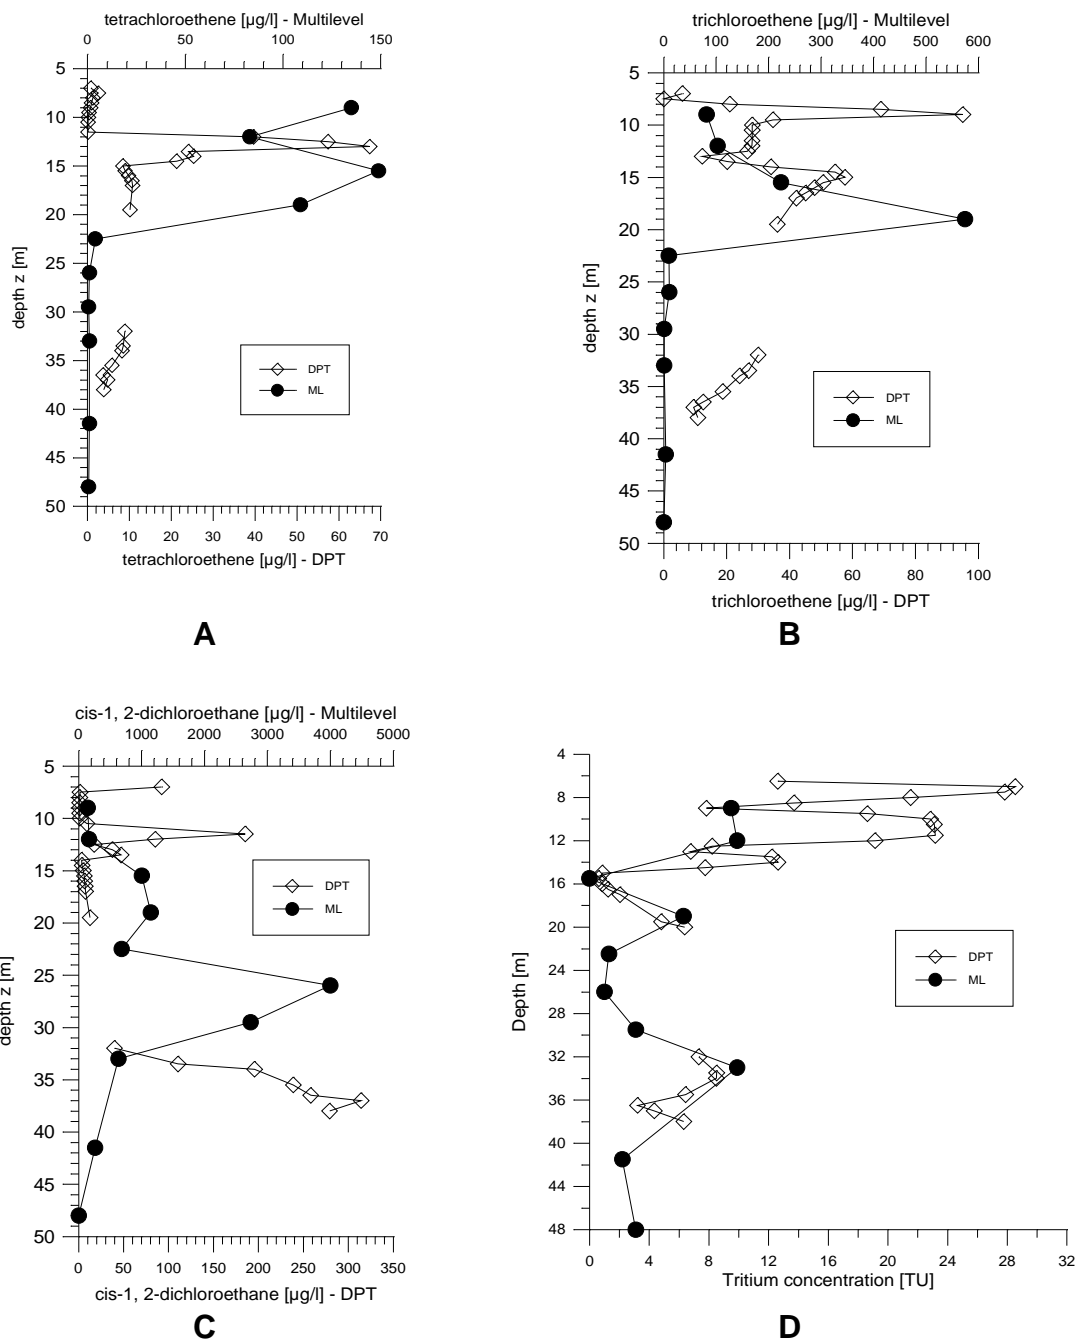 tetrachloroethene [µg/l] - Multilevel
0 50 100 150
5
10
15
20
25
30
35
40
45
50
depth z [m]
DPT
ML
0 10 20 30 40 50 60 70
tetrachloroethene [µg/l] - DPT
A
trichloroethene [µg/l] - Multilevel
0 100 200 300 400 500 600
5
10
15
20
25
30
35
40
45
50
depth z [m]
DPT
ML
0 20 40 60 80 100
trichloroethene [µg/l] - DPT
B
cis-1, 2-dichloroethane [µg/l] - Multilevel
0 1000 2000 3000 4000 5000
5
10
15
20
25
30
35
40
45
50
depth z [m]
DPT
ML
0 50 100 150 200 250 300 350
cis-1, 2-dichloroethane [µg/l] - DPT
C
4
8
12
16
20
24
28
32
36
40
44
48
Depth [m]
DPT
ML
0 4 8 12 16 20 24 28 32
Tritium concentration [TU]
D